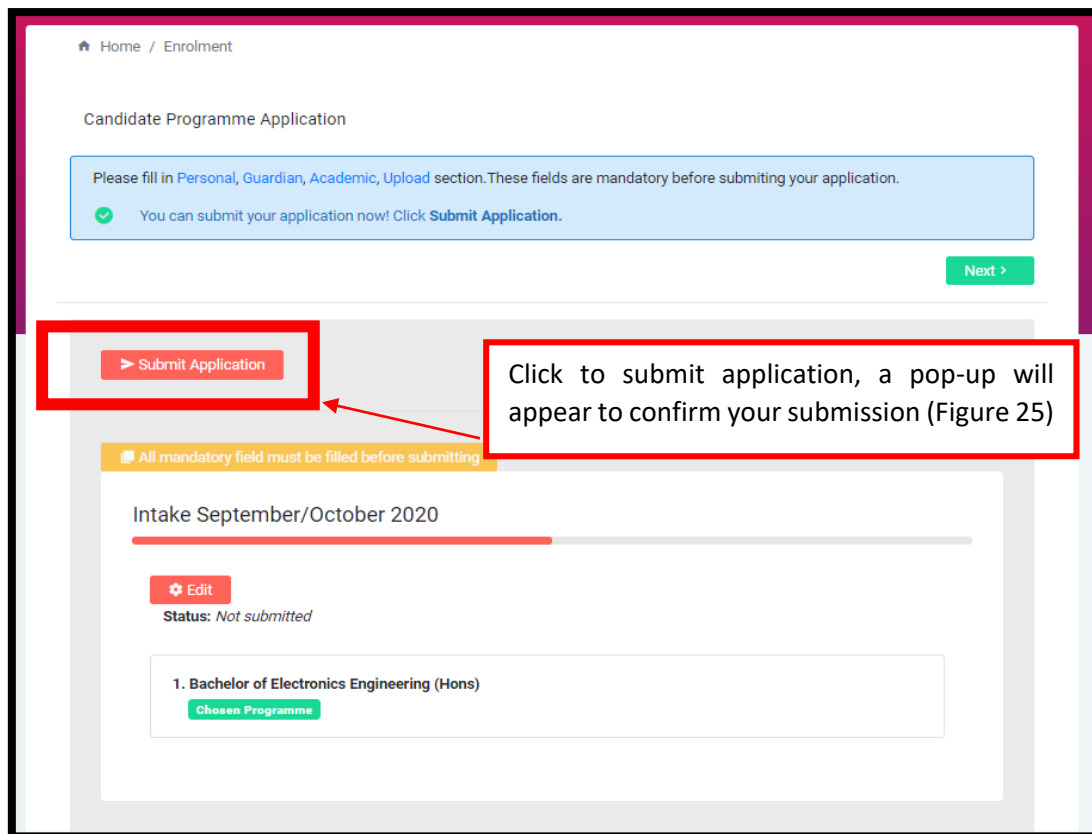 Home / Enrolment
Candidate Programme Application
Please fill in Personal, Guardian, Academic, Upload section.These fields are mandatory before submiting your application.
You can submit your application now! Click Submit Application.
Next >
Submit Application
Click to submit application, a pop-up will
appear to confirm your submission (Figure 25)
All mandatory field must be filled before submitting
Intake September/October 2020
Edit
Status: Not submitted
1. Bachelor of Electronics Engineering (Hons)
Chosen Programme